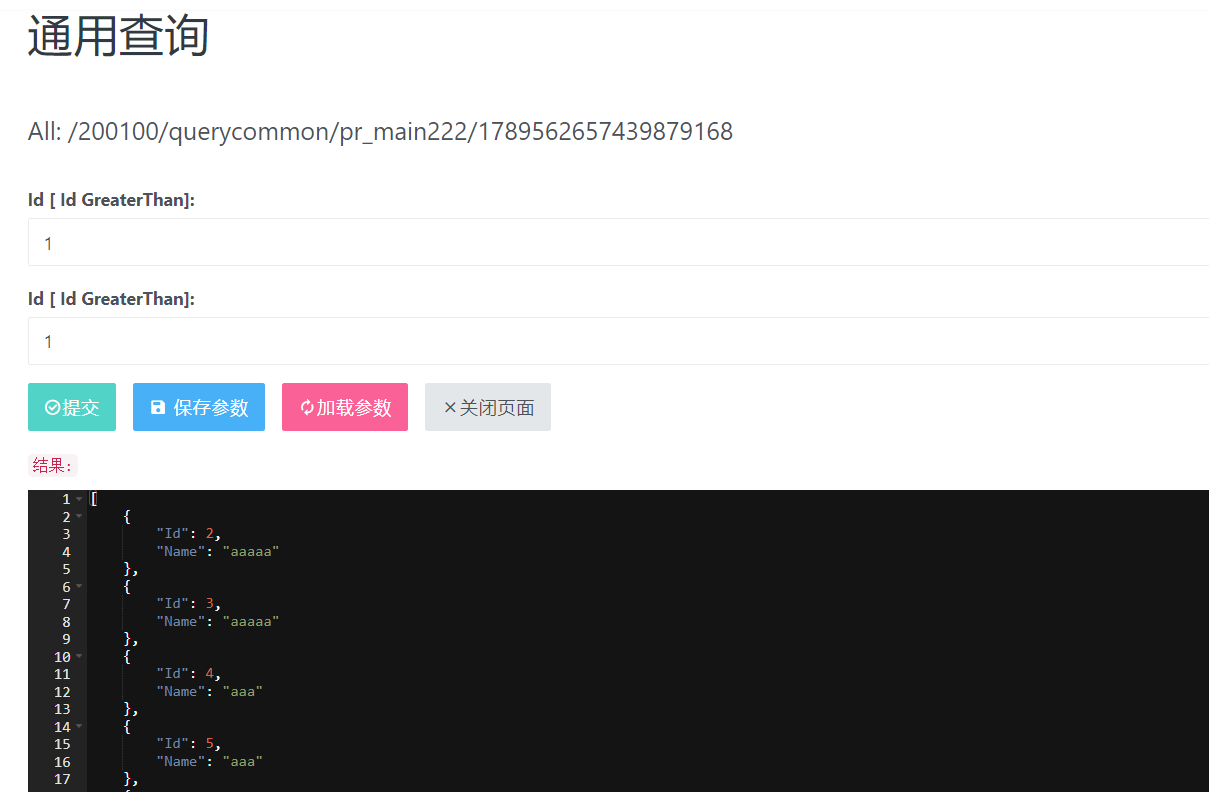 通用查询
All: /200100/querycommon/pr_main222/1789562657439879168
Id [ Id GreaterThan]:
1
Id [ Id GreaterThan]:
1
提交 保存参数 加载参数 关闭页面
结果:
1 [
2 {
3 "Id": 2,
4 "Name": "aaaaa"
5 },
6 {
7 "Id": 3,
8 "Name": "aaaaa"
9 },
10 {
11 "Id": 4,
12 "Name": "aaa"
13 },
14 {
15 "Id": 5,
16 "Name": "aaa"
17 },